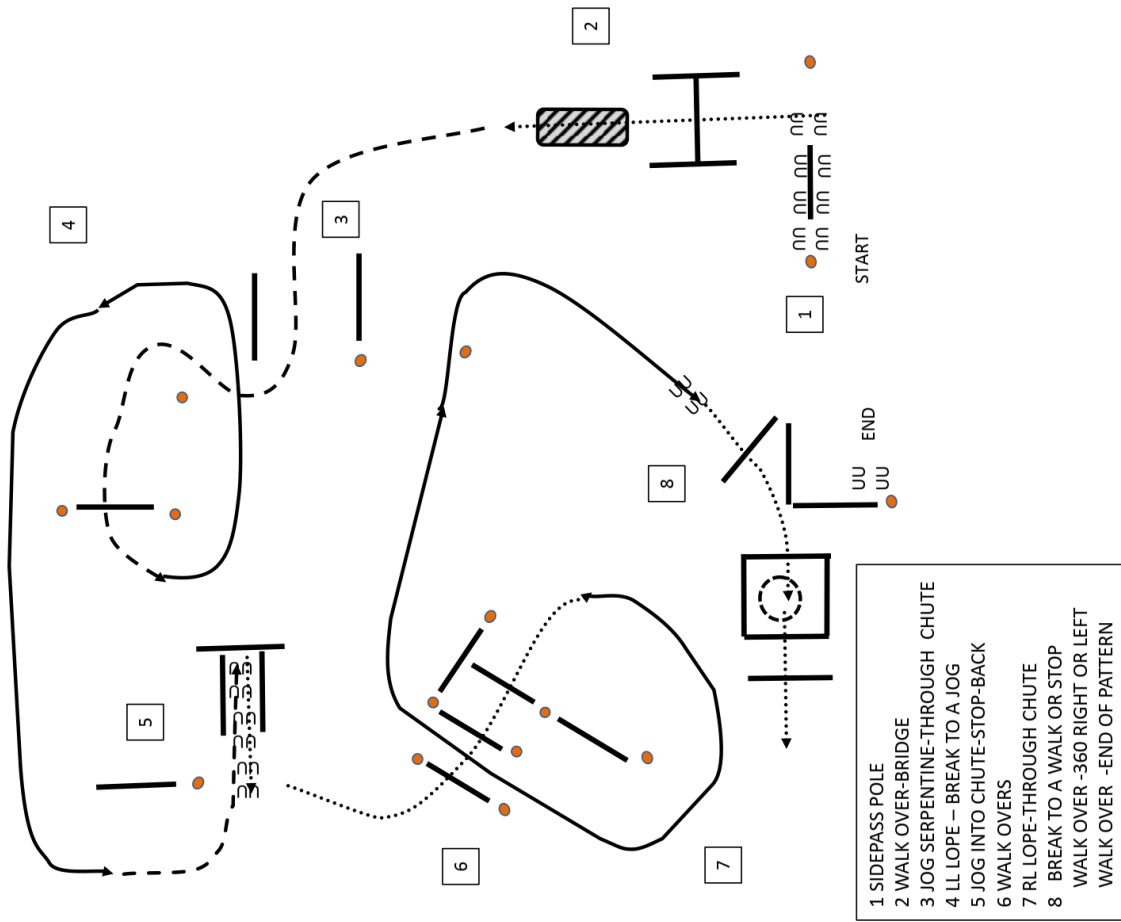 4
2
3
START
1
5
8
END
6
7
1 SIDEPASS POLE
2 WALK OVER-BRIDGE
3 JOG SERPENTINE-THROUGH CHUTE
4 LL LOPE – BREAK TO A JOG
5 JOG INTO CHUTE-STOP-BACK
6 WALK OVERS
7 RL LOPE-THROUGH CHUTE
8 BREAK TO A WALK OR STOP
WALK OVER -360 RIGHT OR LEFT
WALK OVER -END OF PATTERN